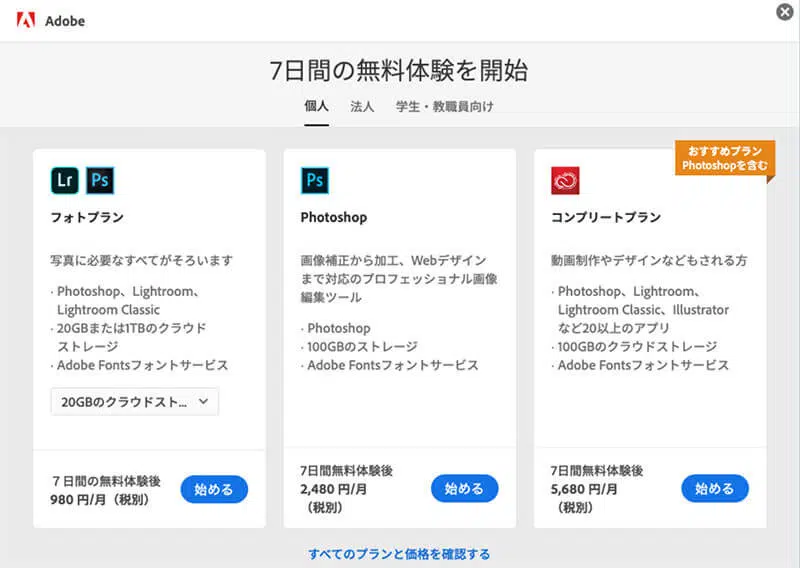 Adobe
7日間の無料体験を開始
個人 法人 学生・教職員向け
おすすめプラン
Photoshopを含む
Lr Ps
フォトプラン
写真に必要なすべてがそろいます
· Photoshop、Lightroom、
Lightroom Classic
· 20GBまたは1TBのクラウド
ストレージ
· Adobe Fontsフォントサービス
20GBのクラウドスト...
7日間の無料体験後
980 円/月（税別）
始める
Ps
Photoshop
画像補正から加工、Webデザイン
まで対応のプロフェッショナル画像
編集ツール
· Photoshop
· 100GBのストレージ
· Adobe Fontsフォントサービス
7日間無料体験後
2,480 円/月
（税別）
始める
コンプリートプラン
動画制作やデザインなどもされる方
· Photoshop、Lightroom、
Lightroom Classic、Illustrator
など20以上のアプリ
· 100GBのクラウドストレージ
· Adobe Fontsフォントサービス
7日間無料体験後
5,680 円/月
（税別）
始める
すべてのプランと価格を確認する